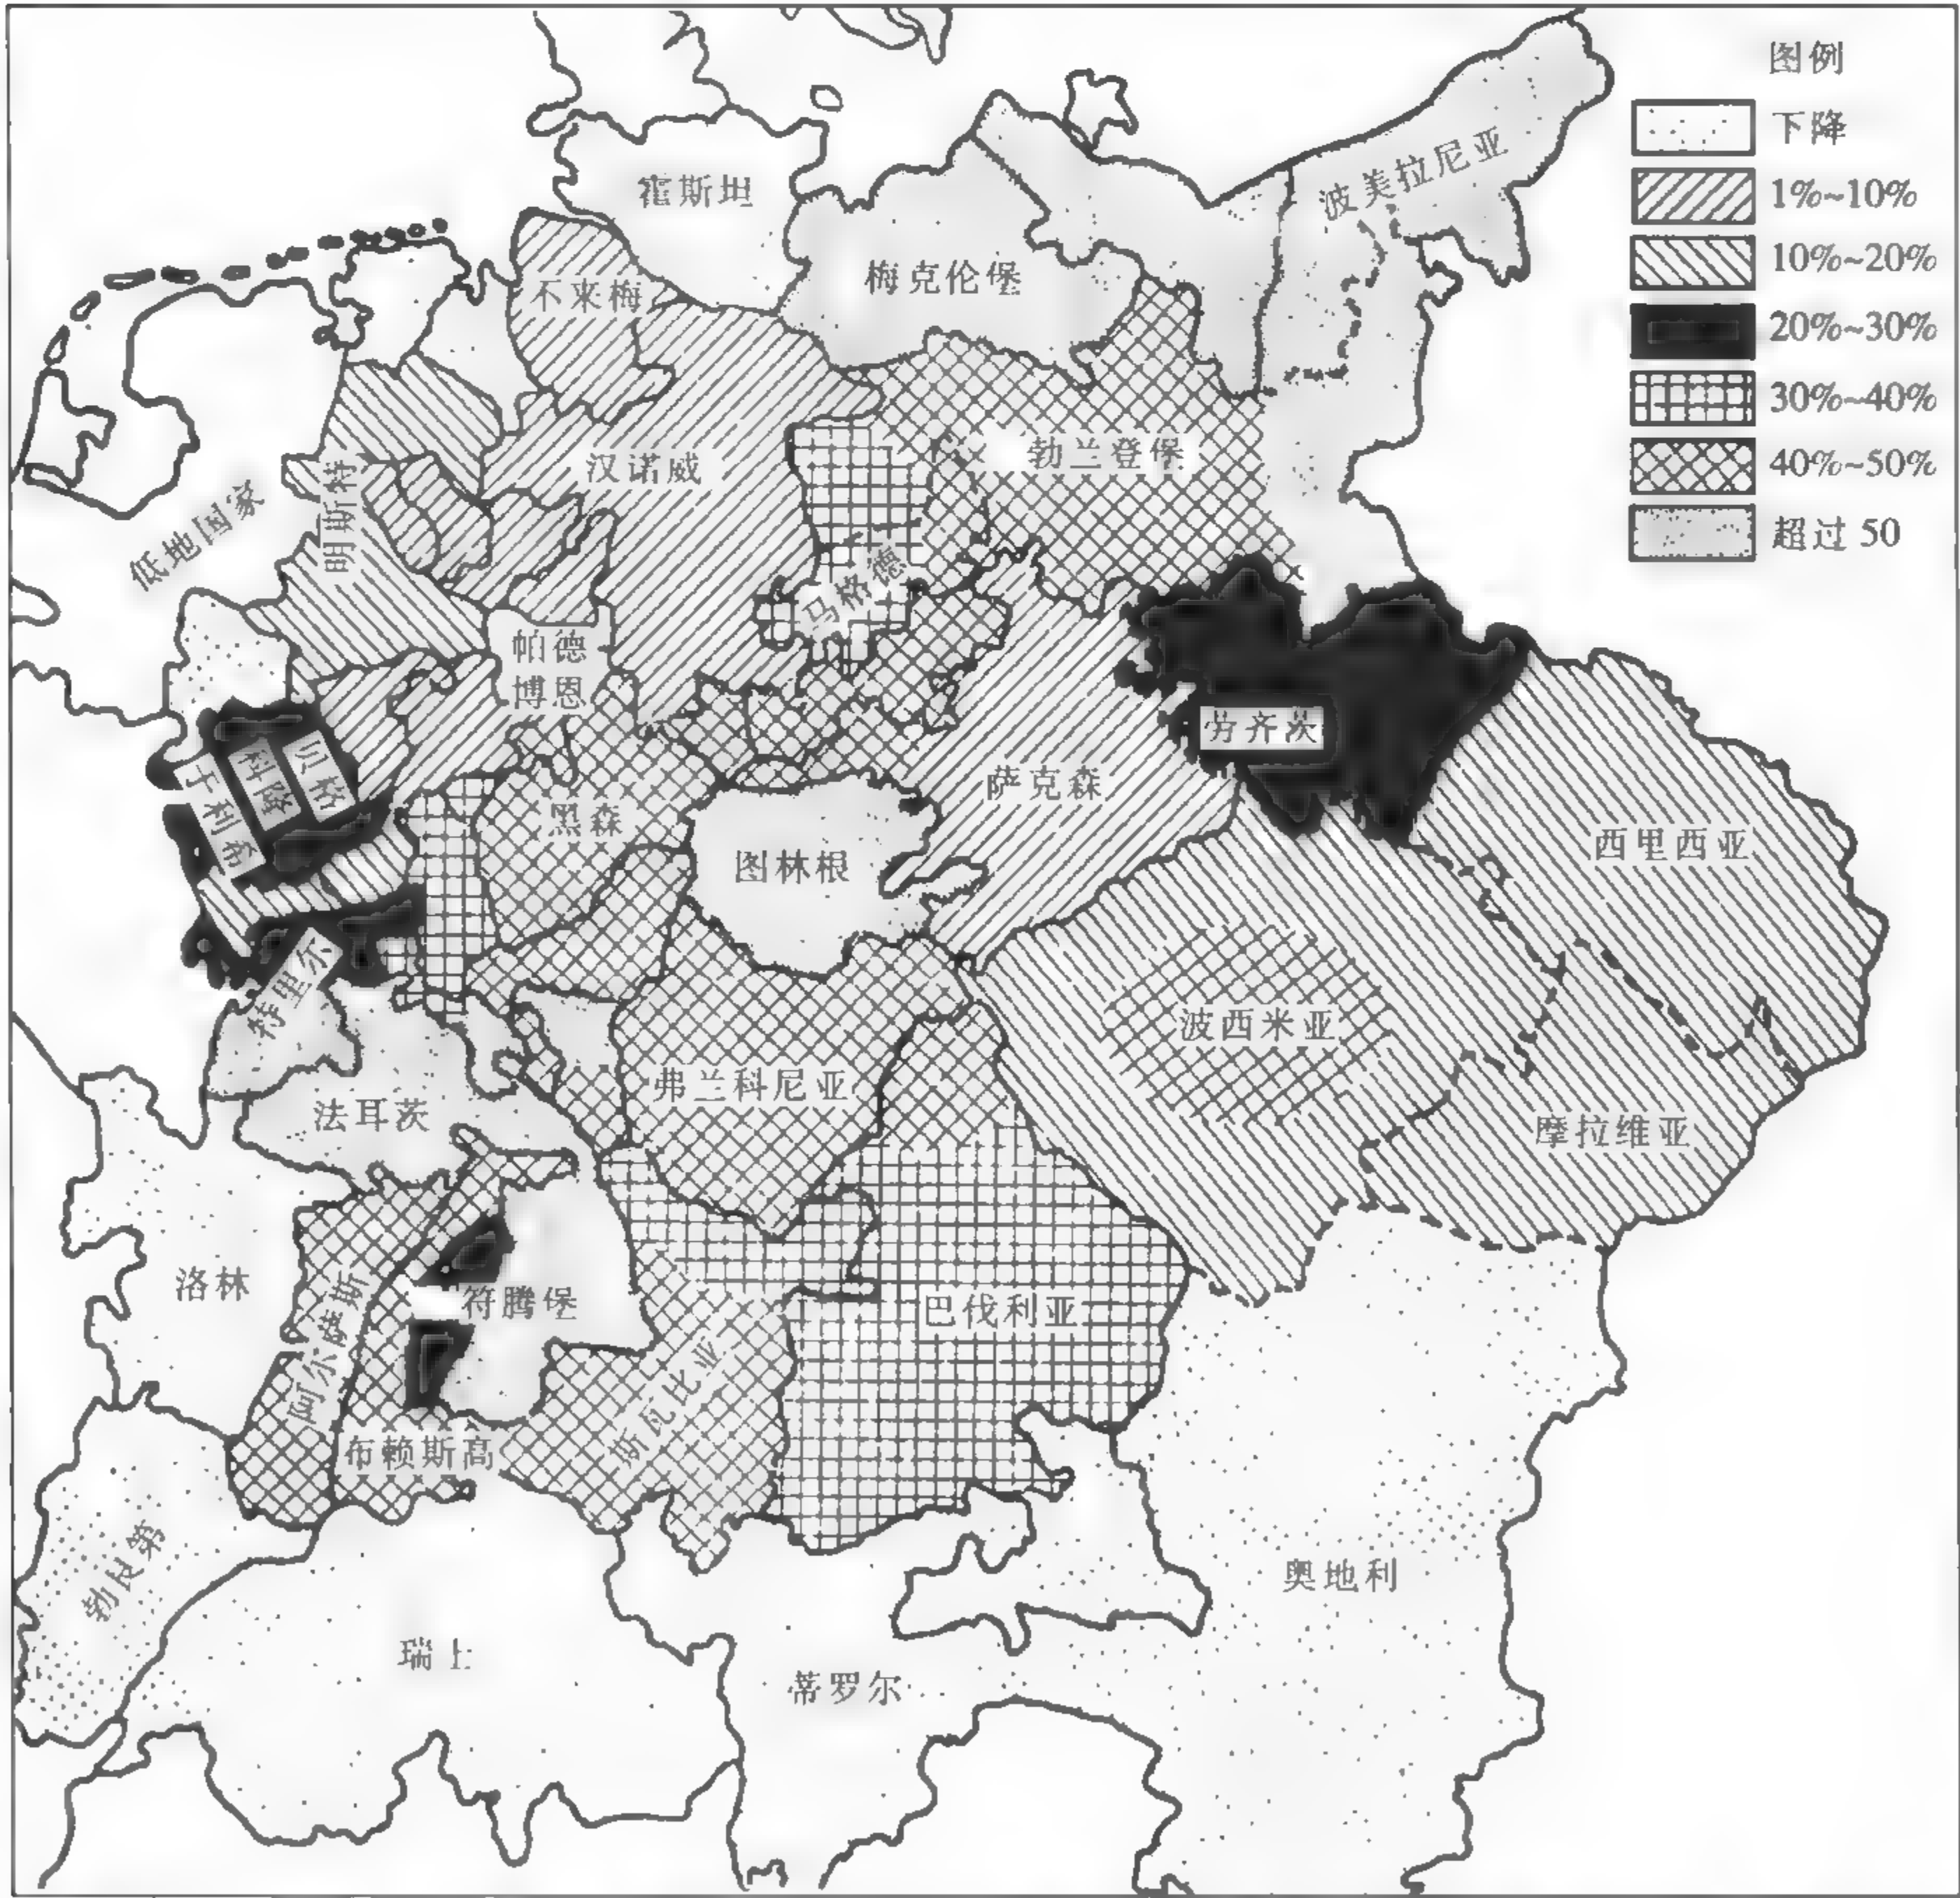 图例
下降
1%~10%
10%~20%
20%~30%
30%~40%
40%~50%
超过 50
霍斯坦
波美拉尼亚
梅克伦堡
不来梅
汉诺威
勃兰登堡
明斯特
低地国家
马格德
帕德
博恩
劳齐茨
于利希
科隆
贝格
黑森
萨克森
图林根
西里西亚
特里尔
波西米亚
弗兰科尼亚
法耳茨
摩拉维亚
洛林
阿尔萨斯
符腾堡
巴伐利亚
斯瓦比亚
布赖斯高
勃艮第
奥地利
瑞士
蒂罗尔